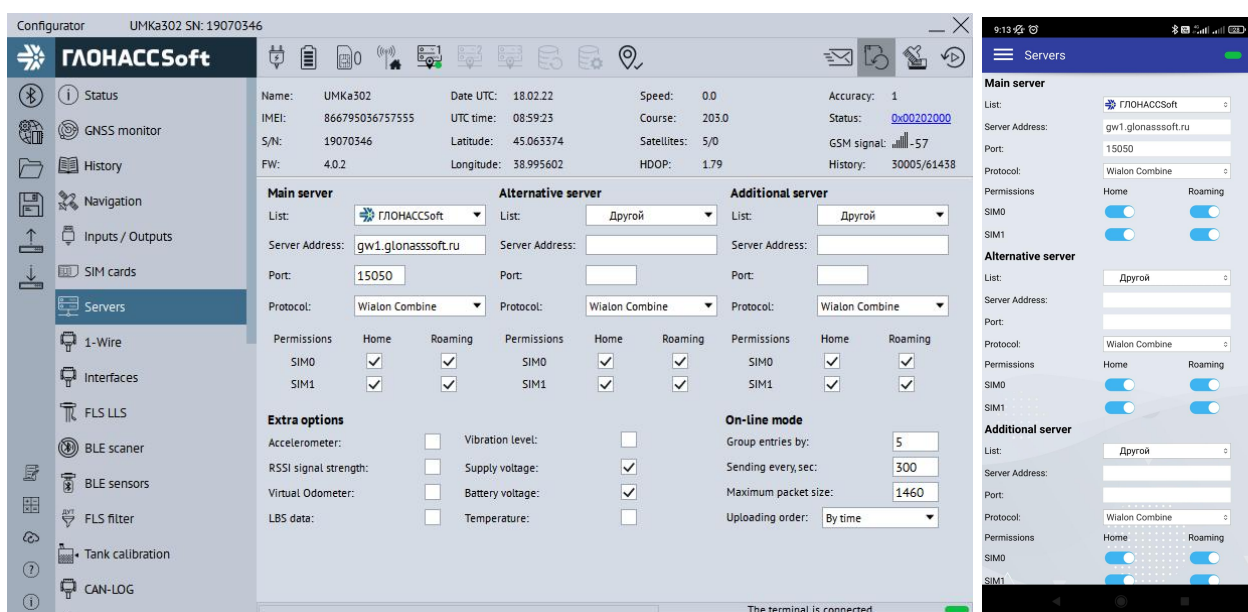 Configurator UMKa302 SN: 19070346
ГЛОНАССSoft
0
Status
GNSS monitor
History
Navigation
Inputs / Outputs
SIM cards
Servers
1-Wire
Interfaces
FLS LLS
BLE scaner
BLE sensors
FLS filter
Tank calibration
CAN-LOG
Name: UMKa302 Date UTC: 18.02.22 Speed: 0.0 Accuracy: 1
IMEI: 866795036757555 UTC time: 08:59:23 Course: 203.0 Status: 0x00202000
S/N: 19070346 Latitude: 45.063374 Satellites: 5/0 GSM signal: -57
FW: 4.0.2 Longitude: 38.995602 HDOP: 1.79 History: 30005/61438
Main server Alternative server Additional server
List: ГЛОНАССSoft List: Другой List: Другой
Server Address: gw1.glonasssoft.ru Server Address: Server Address:
Port: 15050 Port: Port:
Protocol: Wialon Combine Protocol: Wialon Combine Protocol: Wialon Combine
Permissions Home Roaming Permissions Home Roaming Permissions Home Roaming
SIM0 SIM0 SIM0
SIM1 SIM1 SIM1
Extra options On-line mode
Accelerometer: Vibration level: Group entries by: 5
RSSI signal strength: Supply voltage: Sending every, sec: 300
Virtual Odometer: Battery voltage: Maximum packet size: 1460
LBS data: Temperature: Uploading order: By time
The terminal is connected
9:13
Servers
Main server
List: ГЛОНАССSoft
Server Address: gw1.glonasssoft.ru
Port: 15050
Protocol: Wialon Combine
Permissions Home Roaming
SIM0
SIM1
Alternative server
List: Другой
Server Address:
Port:
Protocol: Wialon Combine
Permissions Home Roaming
SIM0
SIM1
Additional server
List: Другой
Server Address:
Port:
Protocol: Wialon Combine
Permissions Home Roaming
SIM0
SIM1